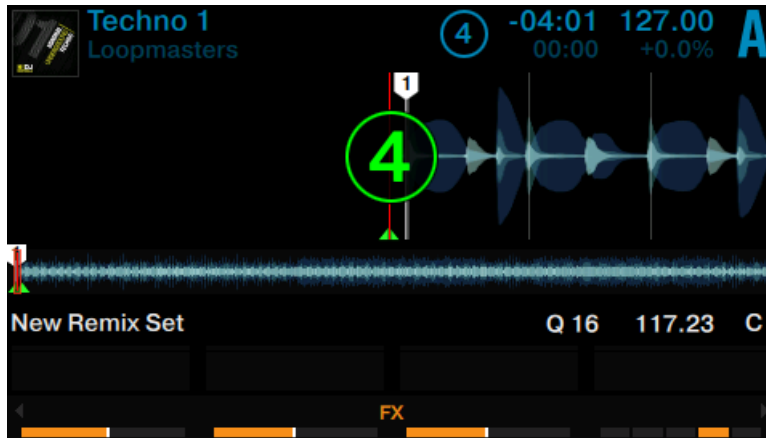 Techno 1
Loopmasters
4
-04:01
00:00
127.00
+0.0%
A
1
4
1
New Remix Set
Q 16
117.23
C
FX